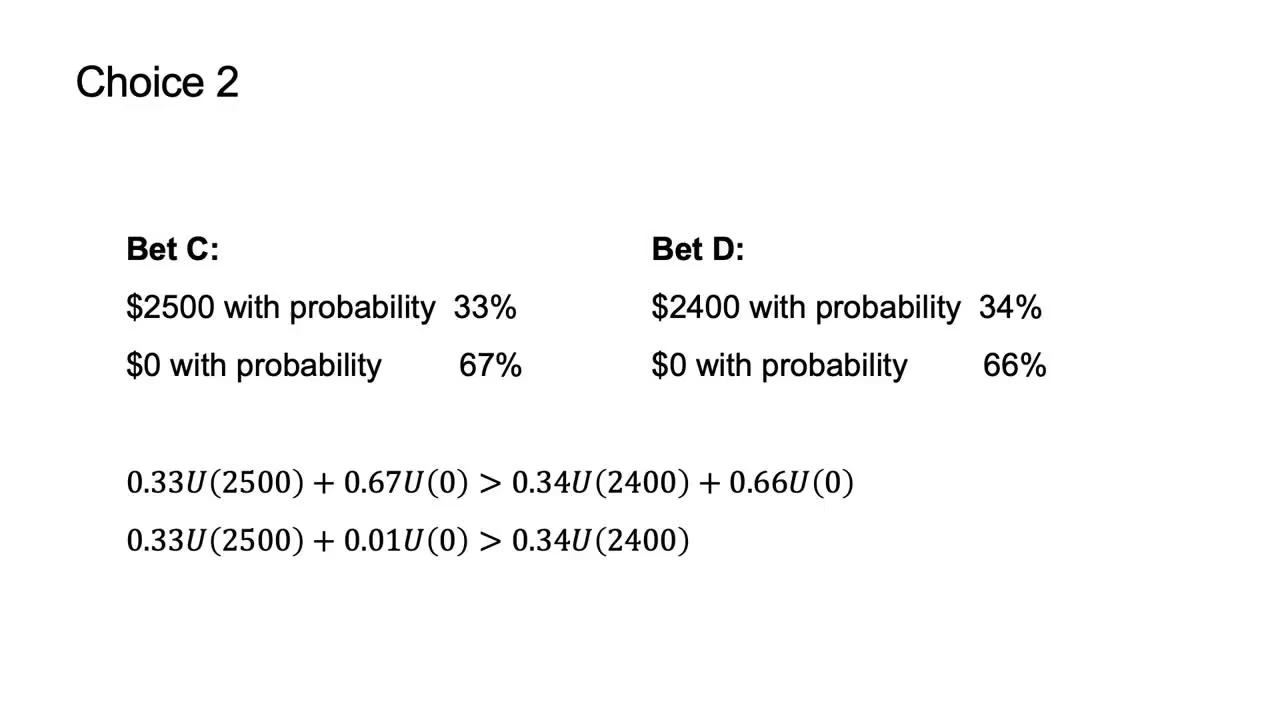 Choice 2
Bet C:
$2500 with probability 33%
$0 with probability 67%
Bet D:
$2400 with probability 34%
$0 with probability 66%
0.33𝑈(2500) + 0.67𝑈(0) > 0.34𝑈(2400) + 0.66𝑈(0)
0.33𝑈(2500) + 0.01𝑈(0) > 0.34𝑈(2400)